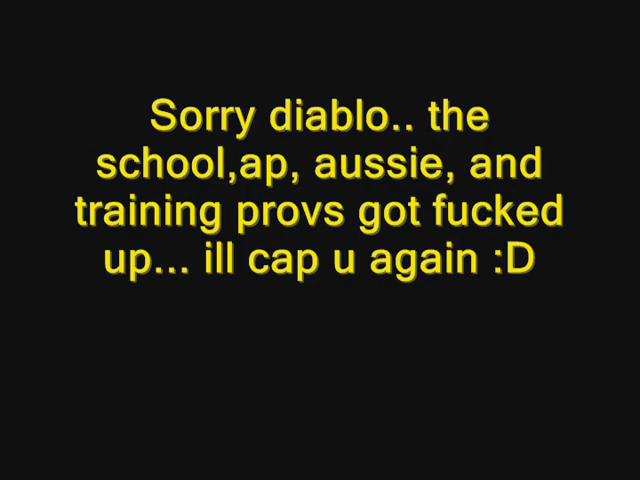 Sorry diablo.. the
school,ap, aussie, and
training provs got fucked
up... ill cap u again :D